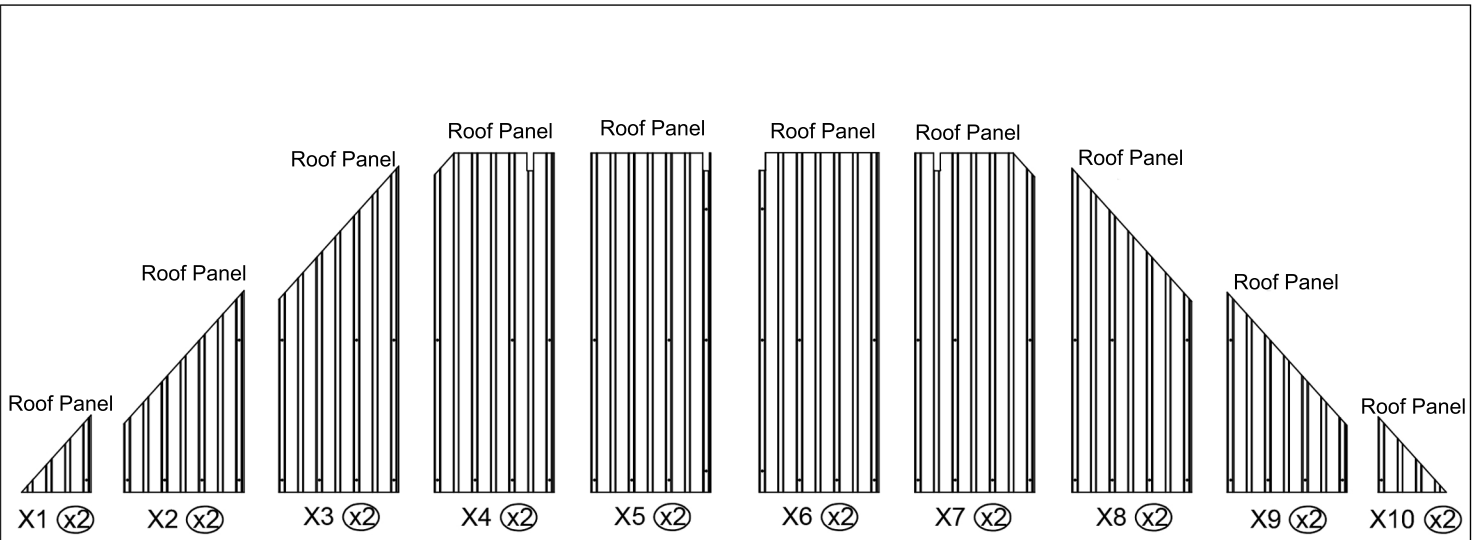 Roof Panel
Roof Panel
Roof Panel
Roof Panel
Roof Panel
Roof Panel
Roof Panel
Roof Panel
Roof Panel
Roof Panel
X1 x2
X2 x2
X3 x2
X4 x2
X5 x2
X6 x2
X7 x2
X8 x2
X9 x2
X10 x2